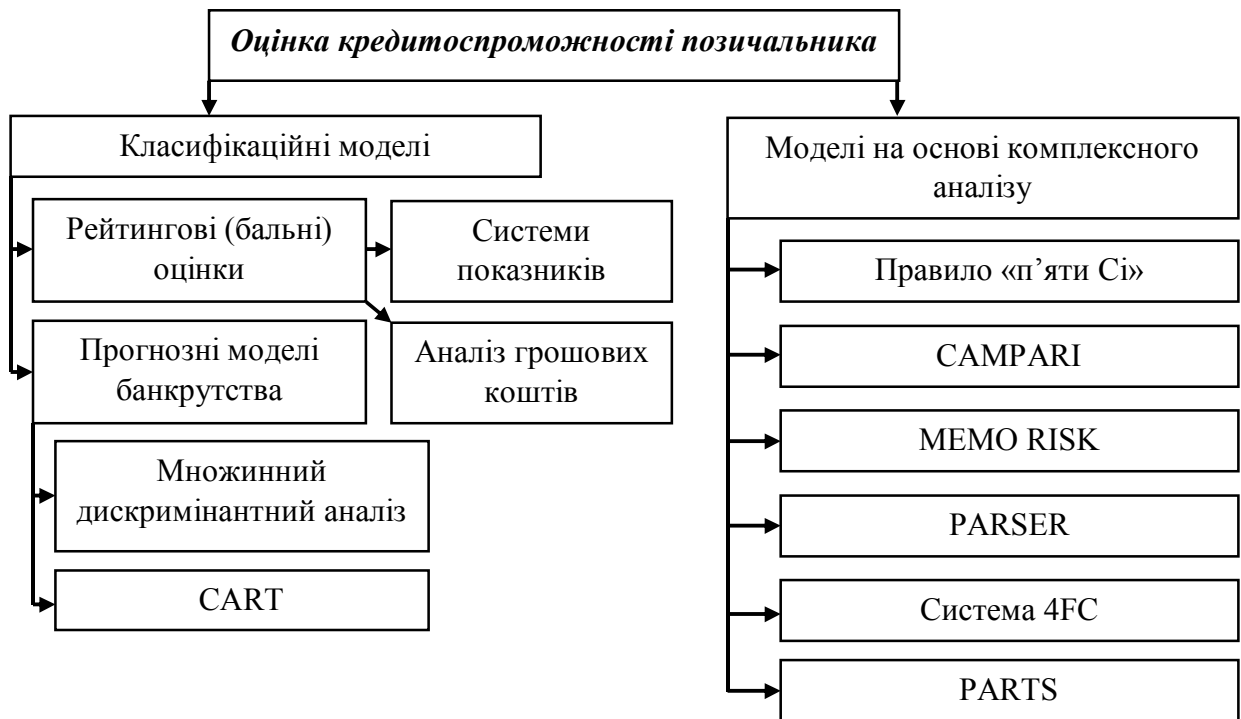 Оцінка кредитоспроможності позичальника
Класифікаційні моделі
Рейтингові (бальні)
оцінки
Системи
показників
Прогнозні моделі
банкрутства
Аналіз грошових
коштів
Множинний
дискримінантний аналіз
CART
Моделі на основі комплексного
аналізу
Правило «п’яти Сі»
CAMPARI
MEMO RISK
PARSER
Система 4FC
PARTS